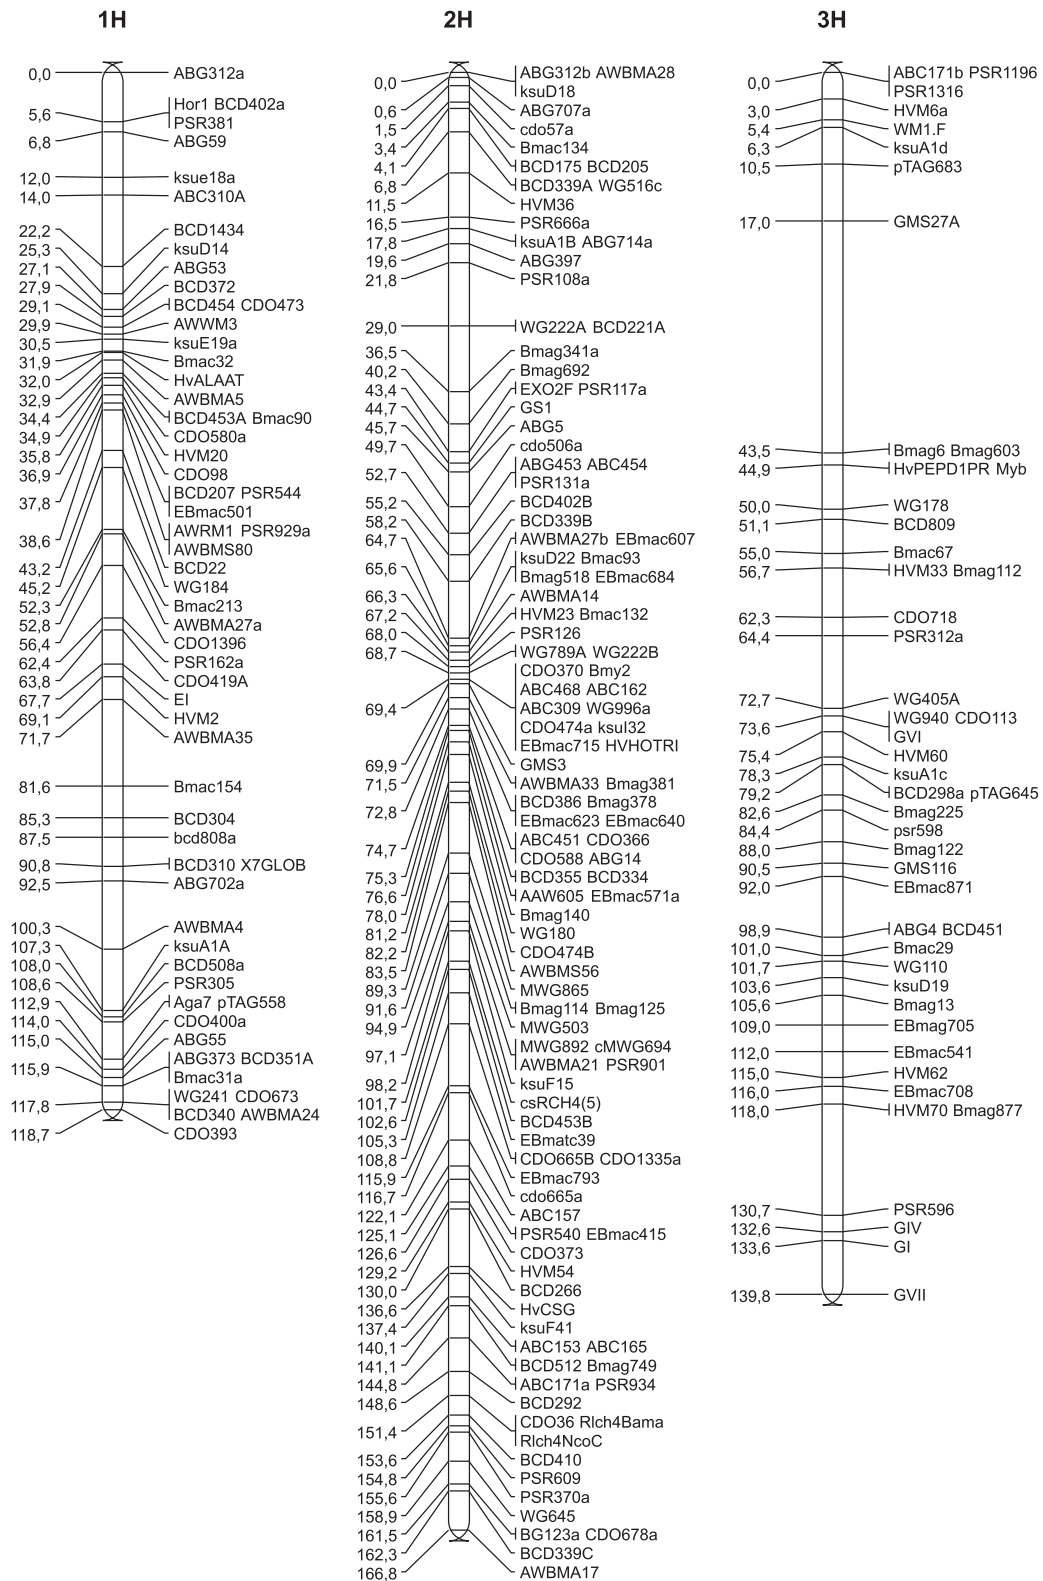 1H
0,0 ABG312a
Hor1 BCD402a
5,6 PSR381
6,8 ABG59
12,0 ksue18a
14,0 ABC310A
22,2 BCD1434
25,3 ksuD14
27,1 ABG53
27,9 BCD372
29,1 BCD454 CDO473
29,9 AWWM3
30,5 ksuE19a
31,9 Bmac32
32,0 HvALAAT
32,9 AWBMA5
34,4 BCD453A Bmac90
34,9 CDO580a
35,8 HVM20
36,9 CDO98
37,8 BCD207 PSR544
EBmac501
38,6 AWRM1 PSR929a
AWBMS80
43,2 BCD22
45,2 WG184
52,3 Bmac213
52,8 AWBMA27a
56,4 CDO1396
62,4 PSR162a
63,8 CDO419A
67,7 EI
69,1 HVM2
71,7 AWBMA35
81,6 Bmac154
85,3 BCD304
87,5 bcd808a
90,8 BCD310 X7GLOB
92,5 ABG702a
100,3 AWBMA4
107,3 ksuA1A
108,0 BCD508a
108,6 PSR305
112,9 Aga7 pTAG558
114,0 CDO400a
115,0 ABG55
115,9 ABG373 BCD351A
Bmac31a
117,8 WG241 CDO673
BCD340 AWBMA24
118,7 CDO393
2H
0,0 ABG312b AWBMA28
ksuD18
0,6 ABG707a
1,5 cdo57a
3,4 Bmac134
4,1 BCD175 BCD205
6,8 BCD339A WG516c
11,5 HVM36
16,5 PSR666a
17,8 ksuA1B ABG714a
19,6 ABG397
21,8 PSR108a
29,0 WG222A BCD221A
36,5 Bmag341a
40,2 Bmag692
43,4 EXO2F PSR117a
44,7 GS1
45,7 ABG5
49,7 cdo506a
52,7 ABG453 ABC454
PSR131a
55,2 BCD402B
58,2 BCD339B
64,7 AWBMA27b EBmac607
65,6 ksuD22 Bmac93
Bmag518 EBmac684
66,3 AWBMA14
67,2 HVM23 Bmac132
68,0 PSR126
68,7 WG789A WG222B
CDO370 Bmy2
ABC468 ABC162
69,4 ABC309 WG996a
CDO474a ksuI32
EBmac715 HVHOTRI
69,9 GMS3
71,5 AWBMA33 Bmag381
72,8 BCD386 Bmag378
EBmac623 EBmac640
74,7 ABC451 CDO366
CDO588 ABG14
75,3 BCD355 BCD334
76,6 AAW605 EBmac571a
78,0 Bmag140
81,2 WG180
82,2 CDO474B
83,5 AWBMS56
89,3 MWG865
91,6 Bmag114 Bmag125
94,9 MWG503
97,1 MWG892 cMWG694
AWBMA21 PSR901
98,2 ksuF15
101,7 csRCH4(5)
102,6 BCD453B
105,3 EBmatc39
108,8 CDO665B CDO1335a
115,9 EBmac793
116,7 cdo665a
122,1 ABC157
125,1 PSR540 EBmac415
126,6 CDO373
129,2 HVM54
130,0 BCD266
136,6 HvCSG
137,4 ksuF41
140,1 ABC153 ABC165
141,1 BCD512 Bmag749
144,8 ABC171a PSR934
148,6 BCD292
151,4 CDO36 Rlch4Bama
Rlch4NcoC
153,6 BCD410
154,8 PSR609
155,6 PSR370a
158,9 WG645
161,5 BG123a CDO678a
162,3 BCD339C
166,8 AWBMA17
3H
0,0 ABC171b PSR1196
PSR1316
3,0 HVM6a
5,4 WM1.F
6,3 ksuA1d
10,5 pTAG683
17,0 GMS27A
43,5 Bmag6 Bmag603
44,9 HvPEPD1PR Myb
50,0 WG178
51,1 BCD809
55,0 Bmac67
56,7 HVM33 Bmag112
62,3 CDO718
64,4 PSR312a
72,7 WG405A
73,6 WG940 CDO113
GVI
75,4 HVM60
78,3 ksuA1c
79,2 BCD298a pTAG645
82,6 Bmag225
84,4 psr598
88,0 Bmag122
90,5 GMS116
92,0 EBmac871
98,9 ABG4 BCD451
101,0 Bmac29
101,7 WG110
103,6 ksuD19
105,6 Bmag13
109,0 EBmag705
112,0 EBmac541
115,0 HVM62
116,0 EBmac708
118,0 HVM70 Bmag877
130,7 PSR596
132,6 GIV
133,6 GI
139,8 GVII